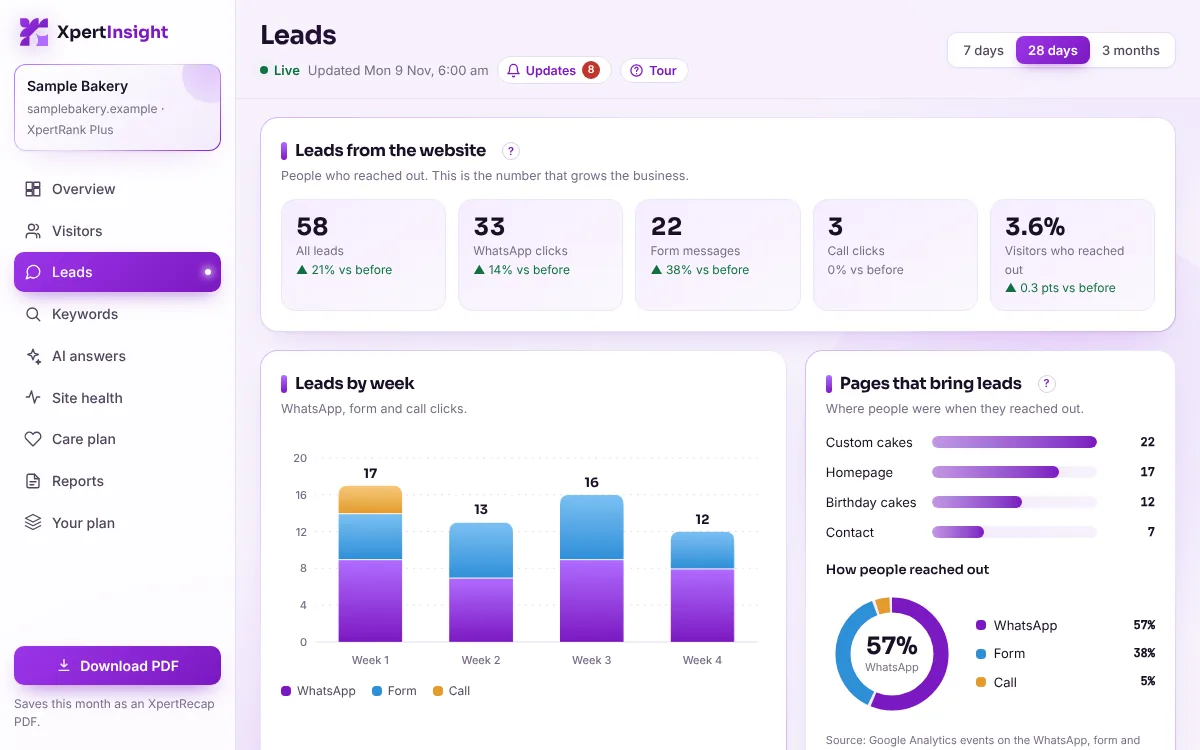 XpertInsight
Sample Bakery
samplebakery.example ·
XpertRank Plus
Overview
Visitors
Leads
Keywords
AI answers
Site health
Care plan
Reports
Your plan
Download PDF
Saves this month as an XpertRecap
PDF.
Leads
Live Updated Mon 9 Nov, 6:00 am Updates 8 ? Tour
7 days 28 days 3 months
Leads from the website ?
People who reached out. This is the number that grows the business.
58
All leads
▲ 21% vs before
33
WhatsApp clicks
▲ 14% vs before
22
Form messages
▲ 38% vs before
3
Call clicks
0% vs before
3.6%
Visitors who reached
out
▲ 0.3 pts vs before
Leads by week
WhatsApp, form and call clicks.
20
16
12
8
4
0
17
13
16
12
Week 1 Week 2 Week 3 Week 4
WhatsApp Form Call
Pages that bring leads ?
Where people were when they reached out.
Custom cakes 22
Homepage 17
Birthday cakes 12
Contact 7
How people reached out
57%
WhatsApp
WhatsApp 57%
Form 38%
Call 5%
Source: Google Analytics events on the WhatsApp, form and